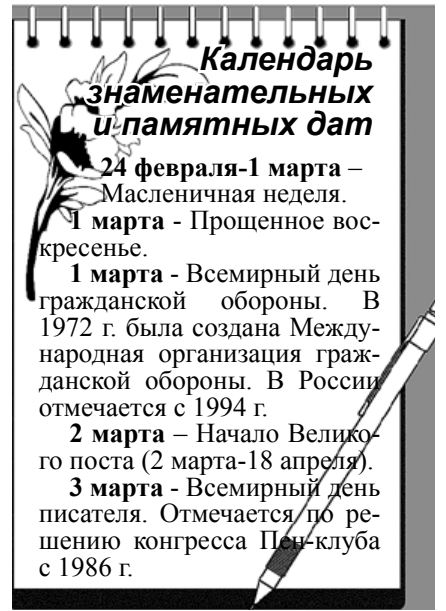 Календарь
знаменательных
и памятных дат
24 февраля-1 марта –
Масленичная неделя.
1 марта - Прощенное вос-
кресенье.
1 марта - Всемирный день
гражданской обороны. В
1972 г. была создана Между-
народная организация граж-
данской обороны. В России
отмечается с 1994 г.
2 марта – Начало Велико-
го поста (2 марта-18 апреля).
3 марта - Всемирный день
писателя. Отмечается по ре-
шению конгресса Пен-клуба
с 1986 г.